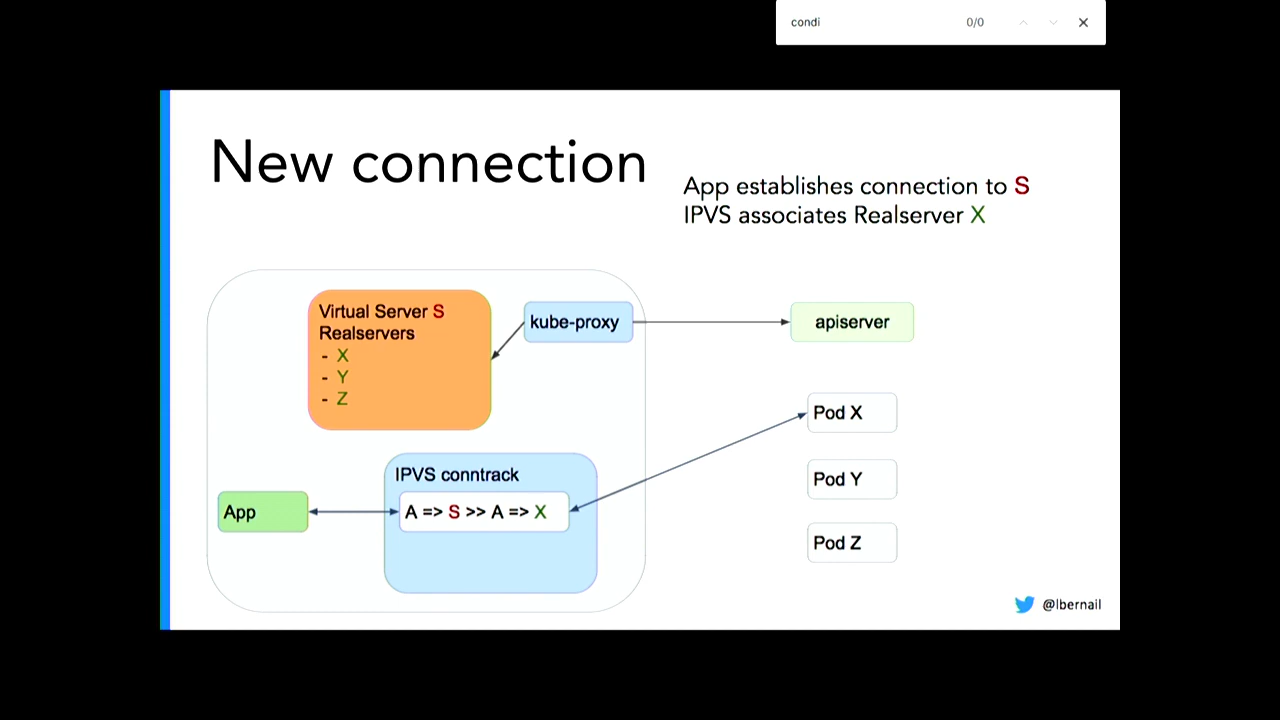 condi
0/0
New connection
App establishes connection to S
IPVS associates Realserver X
Virtual Server S
Realservers
- X
- Y
- Z
kube-proxy
apiserver
Pod X
IPVS conntrack
Pod Y
App
A => S >> A => X
Pod Z
@lbernail